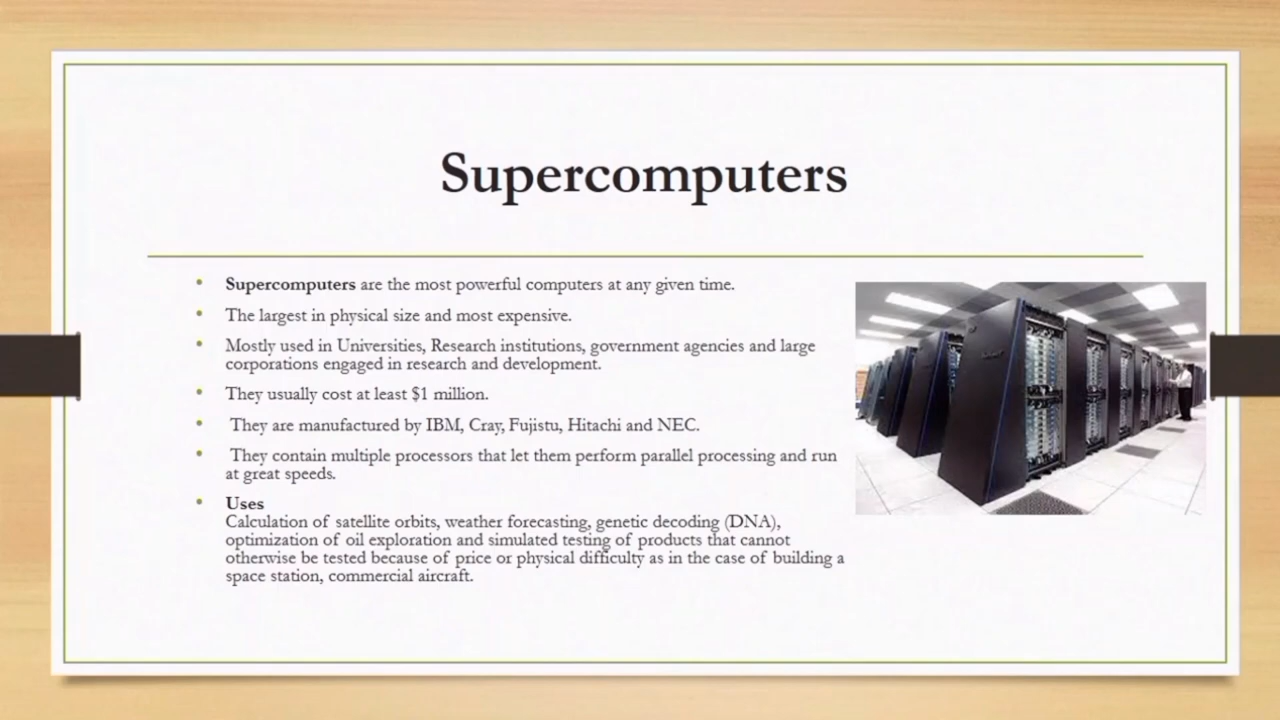 Supercomputers
• Supercomputers are the most powerful computers at any given time.
• The largest in physical size and most expensive.
• Mostly used in Universities, Research institutions, government agencies and large
corporations engaged in research and development.
• They usually cost at least $1 million.
• They are manufactured by IBM, Cray, Fujistu, Hitachi and NEC.
• They contain multiple processors that let them perform parallel processing and run
at great speeds.
• Uses
Calculation of satellite orbits, weather forecasting, genetic decoding (DNA),
optimization of oil exploration and simulated testing of products that cannot
otherwise be tested because of price or physical difficulty as in the case of building a
space station, commercial aircraft.